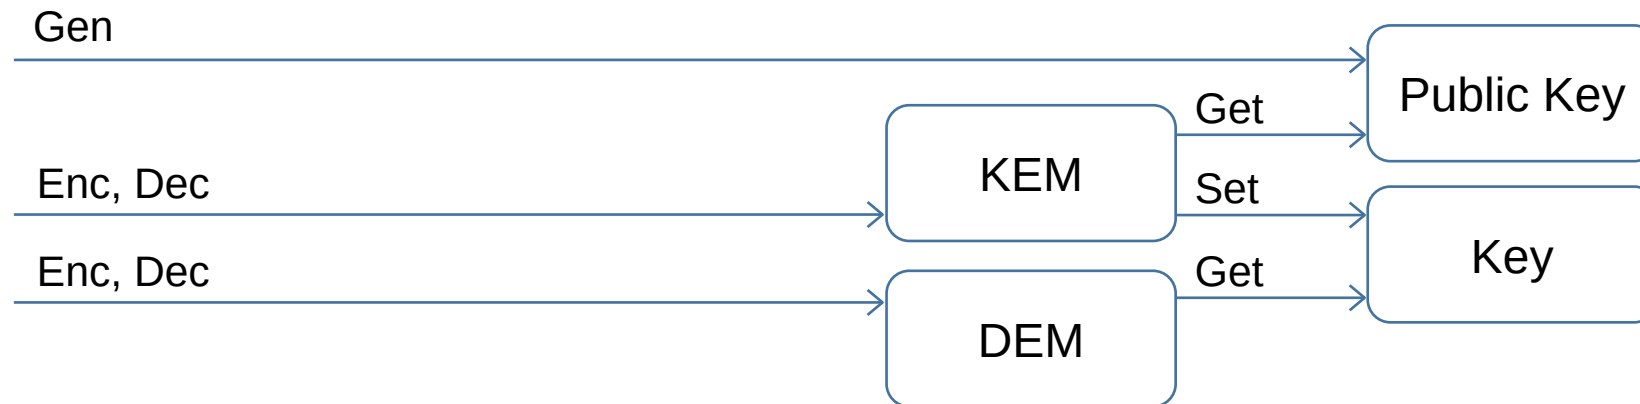 Gen
Public Key
Get
KEM
Enc, Dec
Set
Key
Enc, Dec
Get
DEM